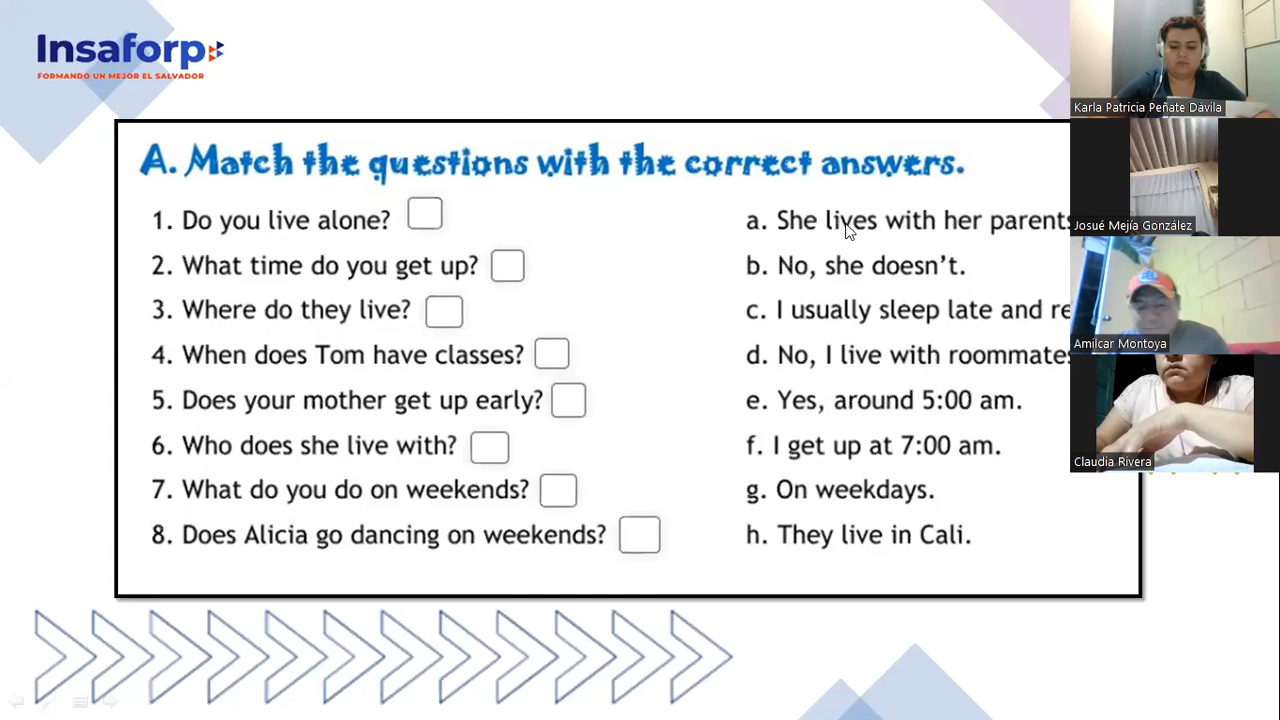 Insaforp
FORMANDO UN MEJOR EL SALVADOR
A. Match the questions with the correct answers.
1. Do you live alone?
2. What time do you get up?
3. Where do they live?
4. When does Tom have classes?
5. Does your mother get up early?
6. Who does she live with?
7. What do you do on weekends?
8. Does Alicia go dancing on weekends?
a. She lives with her parents
b. No, she doesn't.
c. I usually sleep late and
d. No, I live with roommates
e. Yes, around 5:00 am.
f. I get up at 7:00 am.
g. On weekdays.
h. They live in Cali.
Karla Patricia Peñate Dávila
Josué Mejía González
Amilcar Montoya
Claudia Rivera